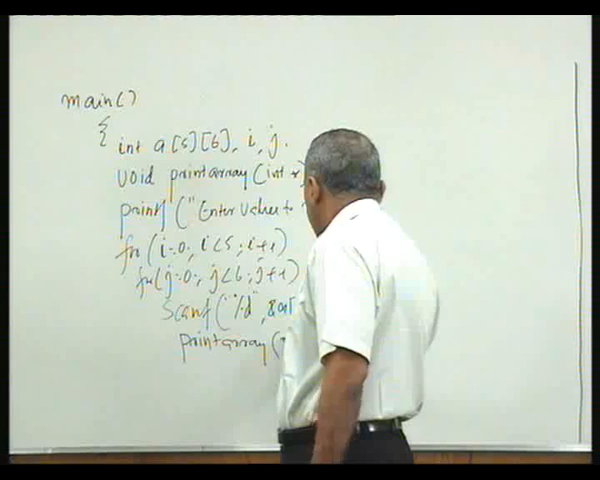 main()
{
int a[5][6], i, j.
void printarray(int *)
printf("Enter values to
for(i=0; i<5; i++)
for(j=0; j<6; j++)
scanf("%d", &a[
printarray(